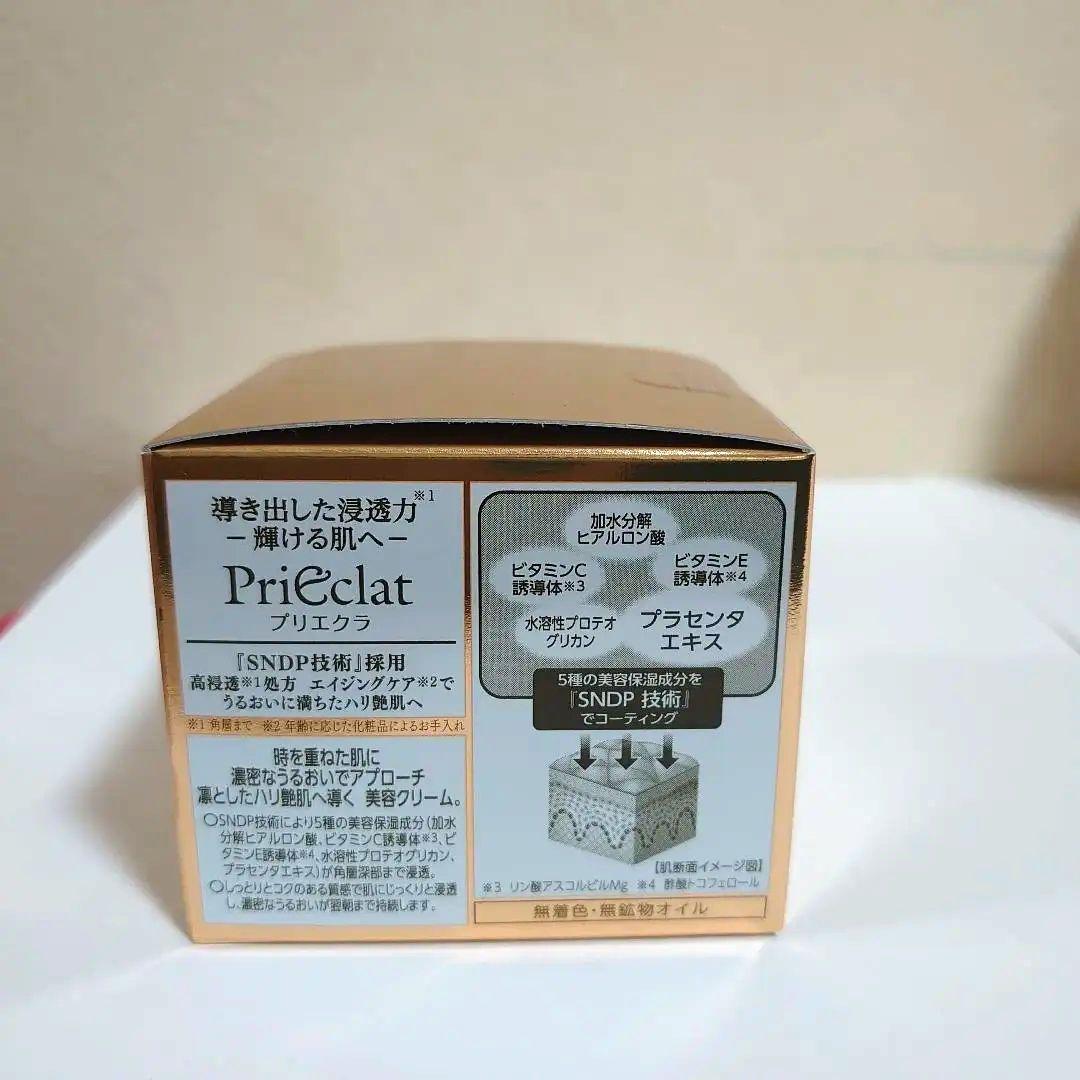 導き出した浸透力※1
−輝ける肌へ−
PriEclat
プリエクラ
『SNDP技術』採用
高浸透※1処方 エイジングケア※2で
うるおいに満ちたハリ艶肌へ
※1 角層まで ※2 年齢に応じた化粧品によるお手入れ
時を重ねた肌に
濃密なうるおいでアプローチ
凛としたハリ艶肌へ導く 美容クリーム。
○SNDP技術により5種の美容保湿成分(加水
分解ヒアルロン酸、ビタミンC誘導体※3、ビ
タミンE誘導体※4、水溶性プロテオグリカン、
プラセンタエキス)が角層深部まで浸透。
○しっとりとコクのある質感で肌にじっくりと浸透
し、濃密なうるおいが翌朝まで持続します。
加水分解
ヒアルロン酸
ビタミンC
誘導体※3
ビタミンE
誘導体※4
水溶性プロテオ
グリカン
プラセンタ
エキス
5種の美容保湿成分を
『SNDP 技術』
でコーティング
【肌断面イメージ図】
※3 リン酸アスコルビルMg ※4 酢酸トコフェロール
無着色・無鉱物オイル